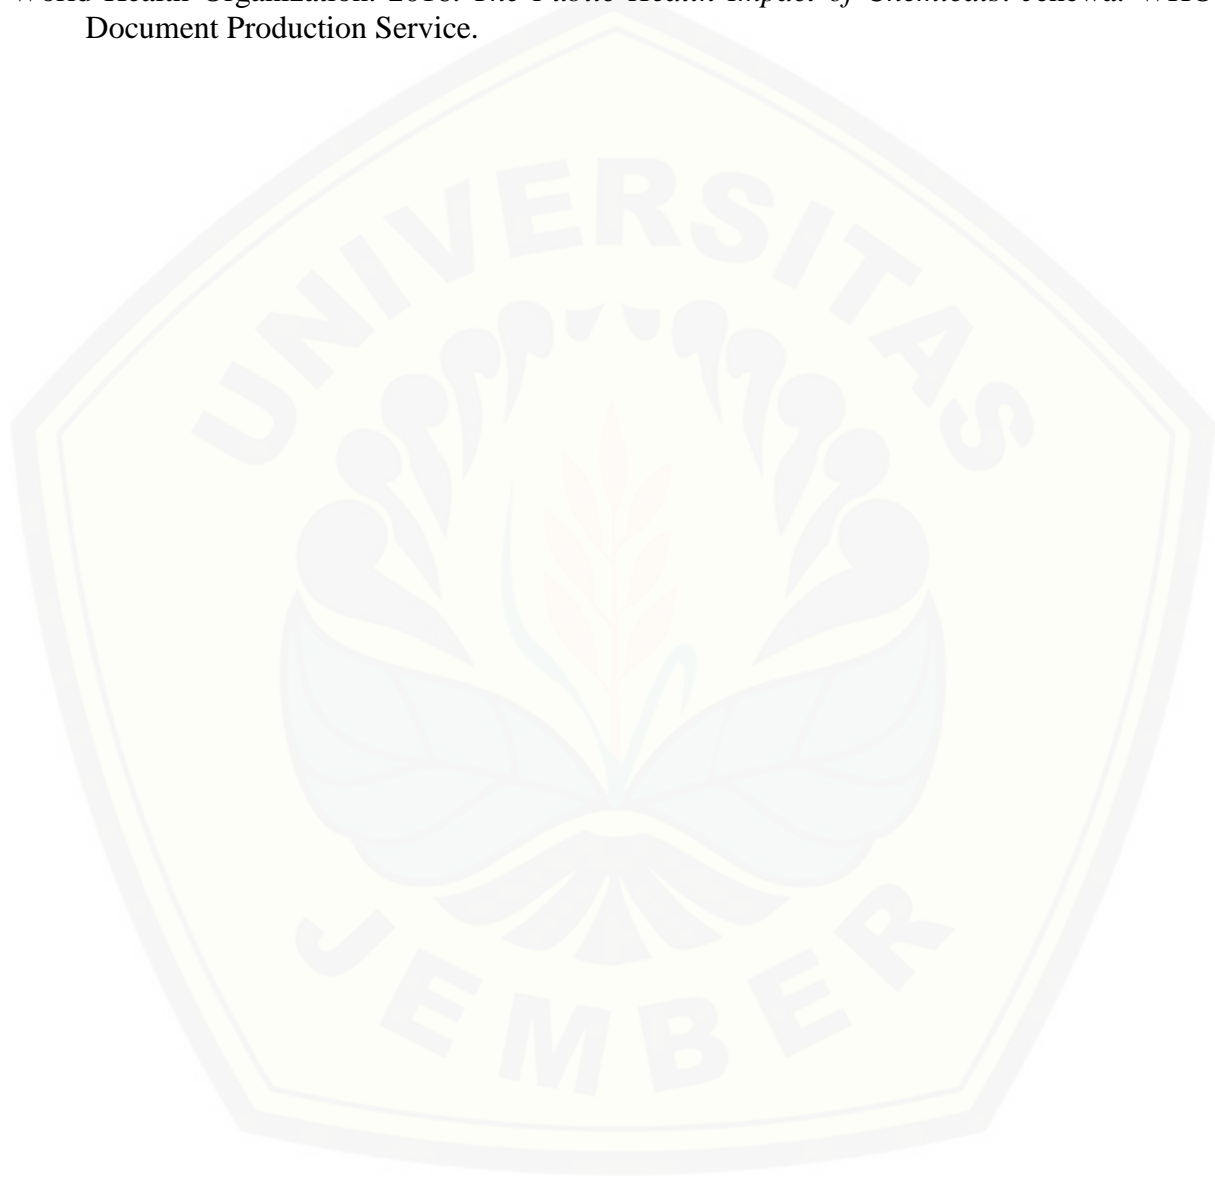 World Health Organization. 2018. The Public Health Impact of Chemicals. Jenewa: WHO
Document Production Service.
UNIVERSITAS
JEMBER